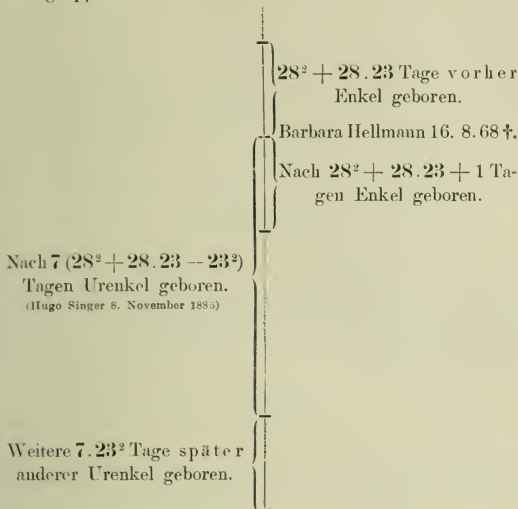 28² + 28.23 Tage vorher
Enkel geboren.
Barbara Hellmann 16. 8. 68 †.
Nach 28² + 28.23 + 1 Ta-
gen Enkel geboren.
Nach 7 (28² + 28.23 – 23²)
Tagen Urenkel geboren.
(Hugo Singer 8. November 1885)
Weitere 7.23² Tage später
anderer Urenkel geboren.